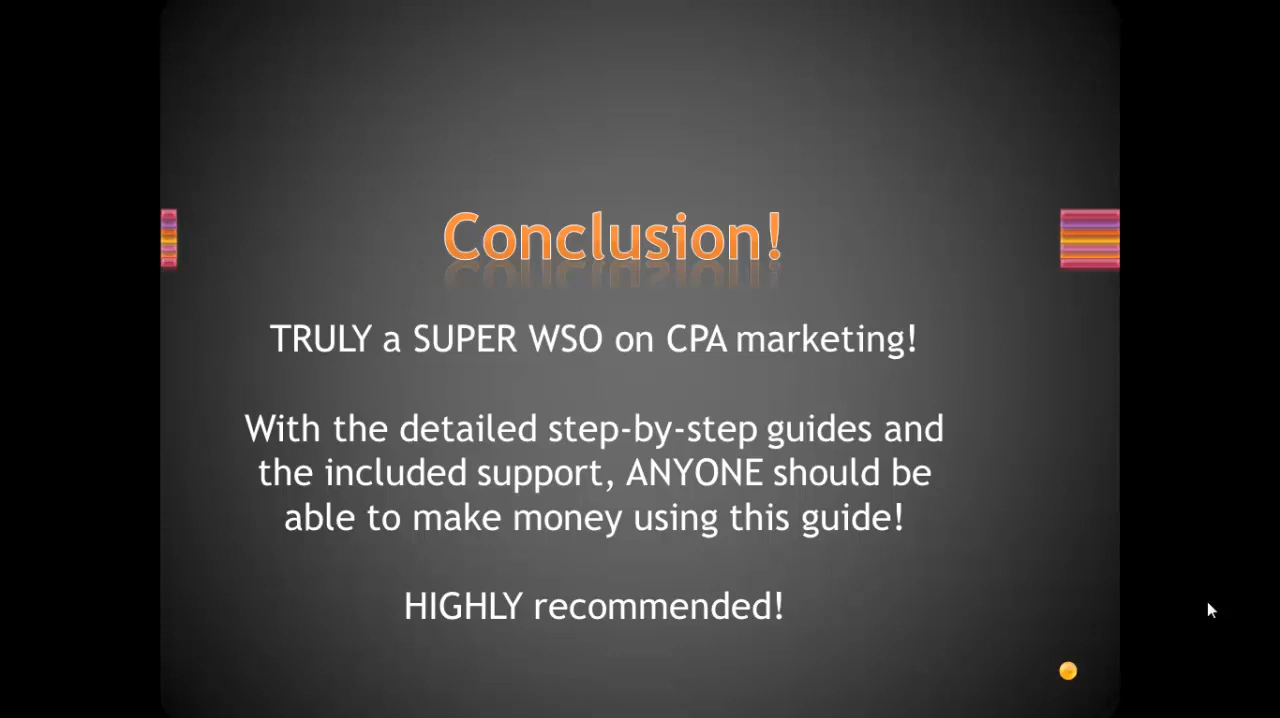 Conclusion!
TRULY a SUPER WSO on CPA marketing!
With the detailed step-by-step guides and
the included support, ANYONE should be
able to make money using this guide!
HIGHLY recommended!